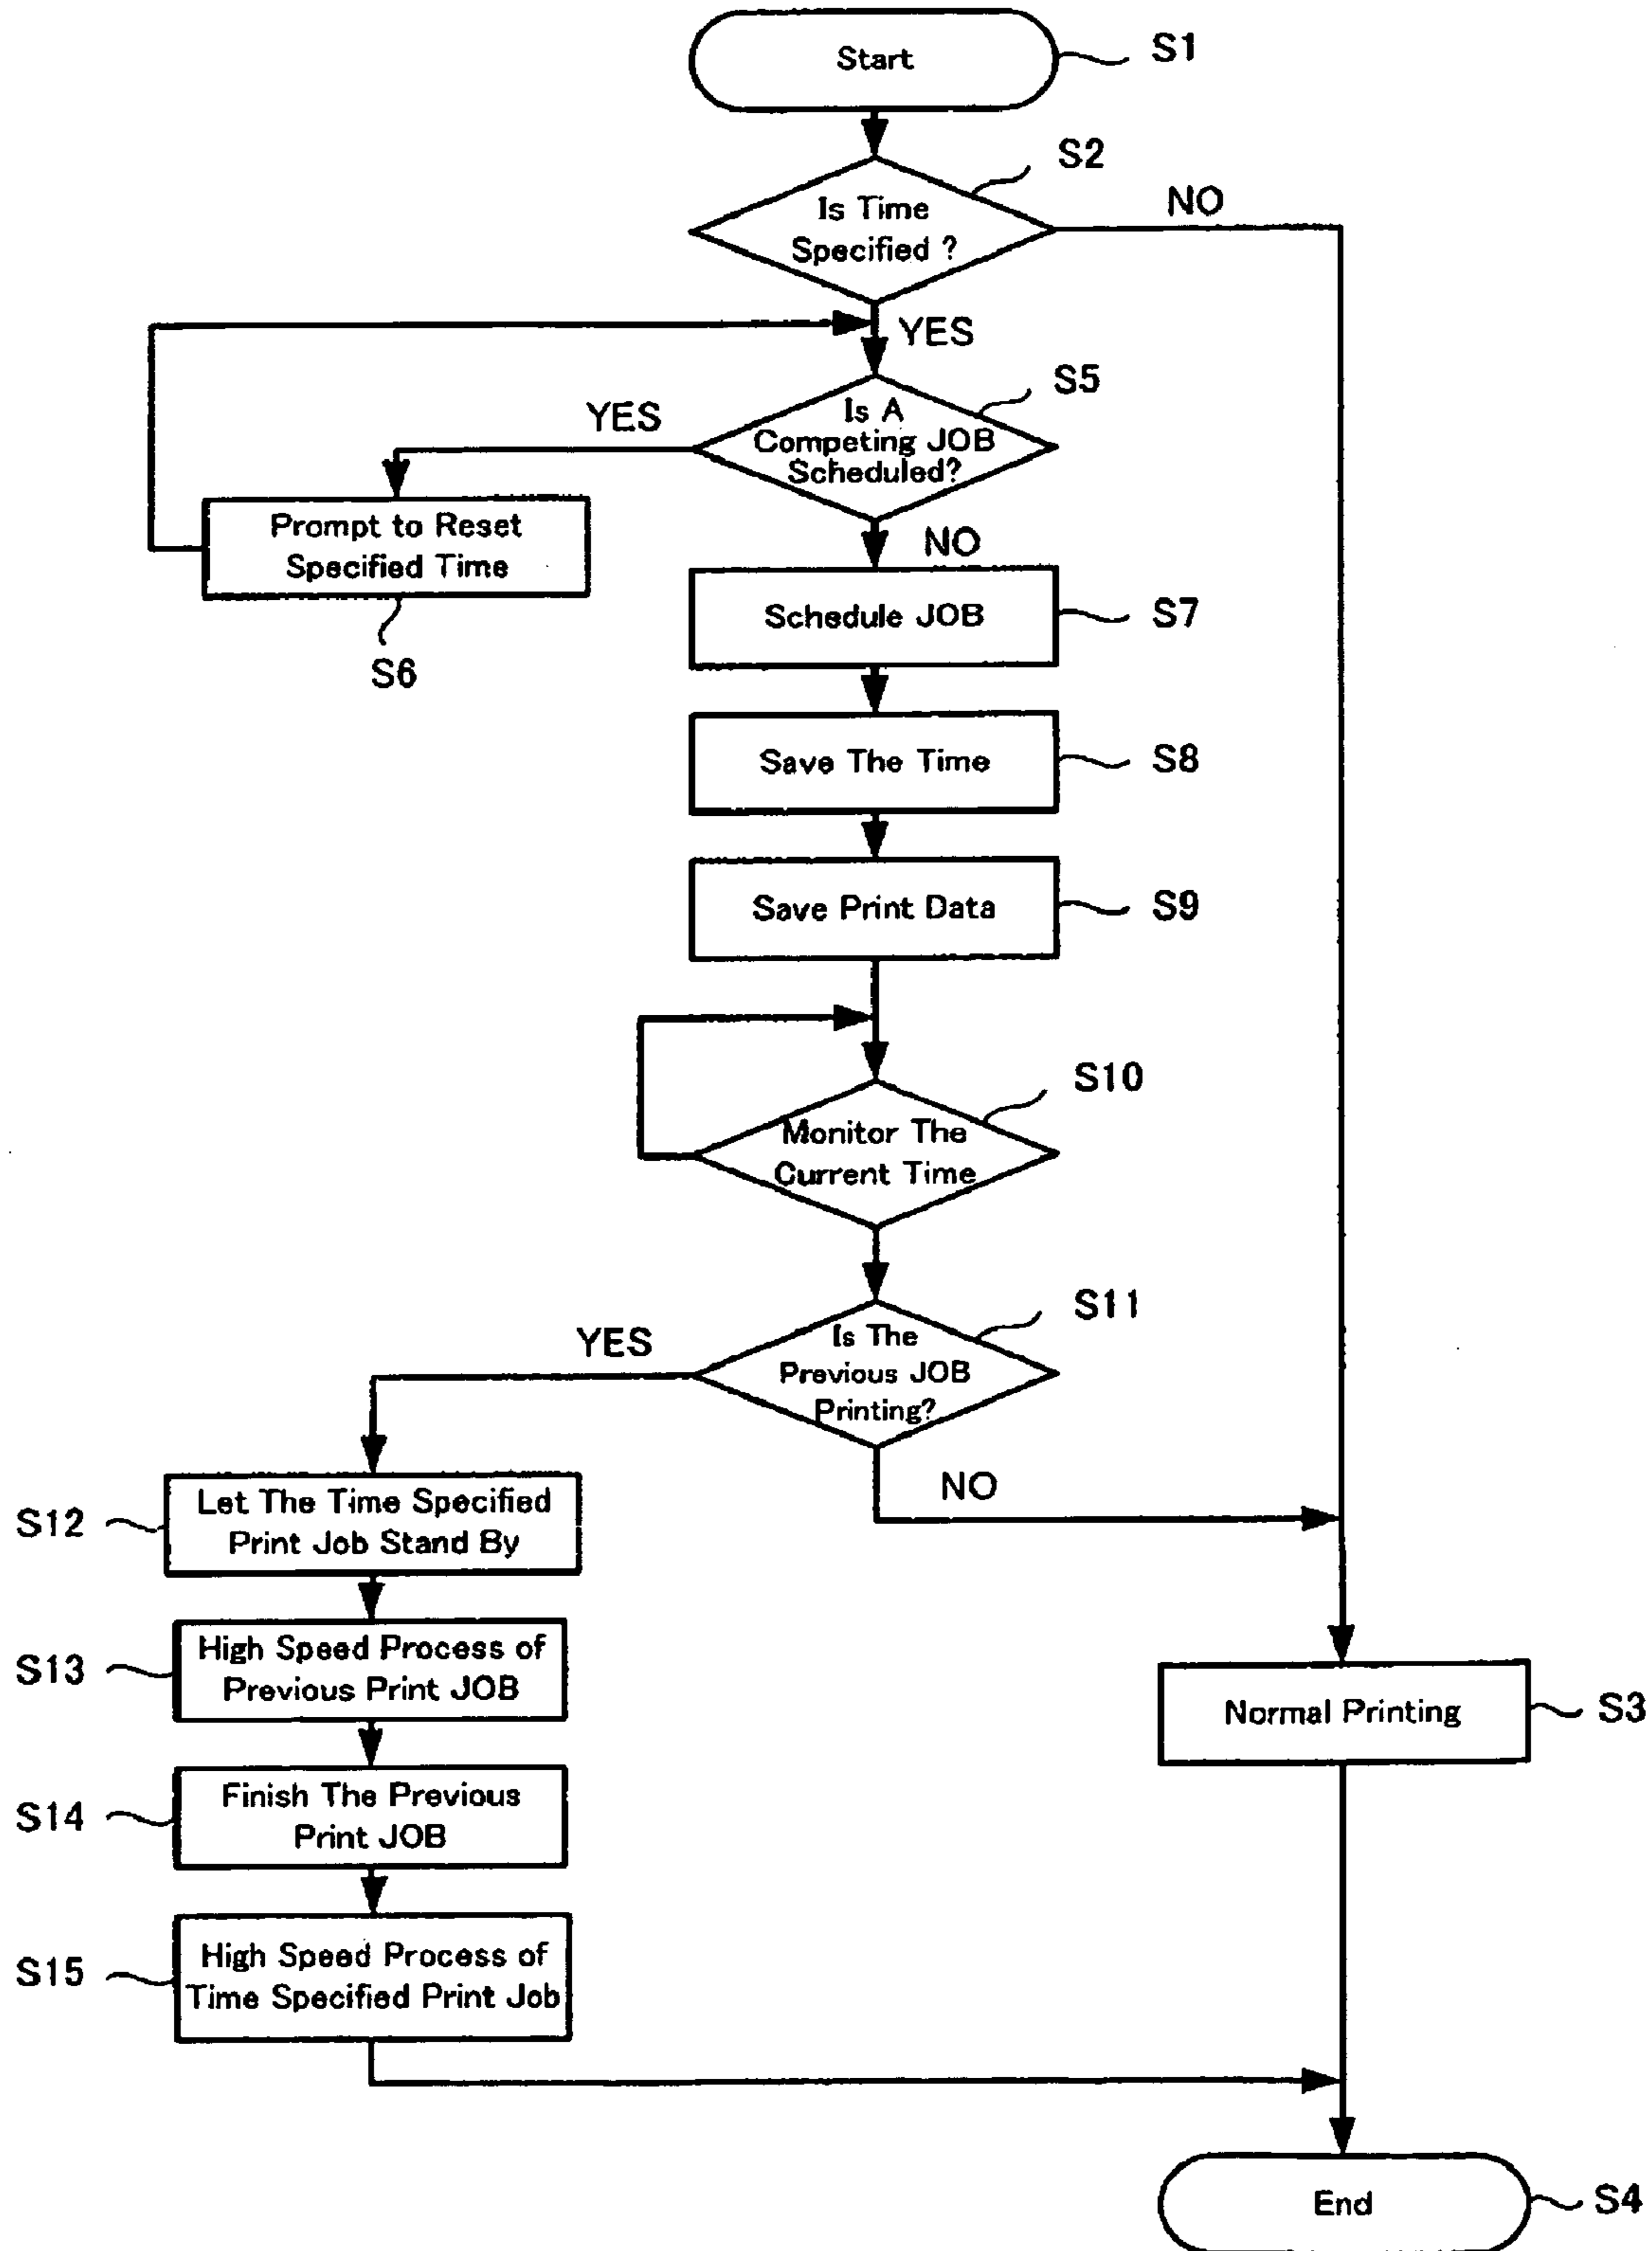 Start
S1
S2
Is Time
Specified ?
NO
YES
S5
Is A
Competing JOB
Scheduled?
YES
Prompt to Reset
Specified Time
S6
NO
Schedule JOB
S7
Save The Time
S8
Save Print Data
S9
S10
Monitor The
Current Time
S11
Is The
Previous JOB
Printing?
YES
NO
S12
Let The Time Specified
Print Job Stand By
S13
High Speed Process of
Previous Print JOB
Normal Printing
S3
S14
Finish The Previous
Print JOB
S15
High Speed Process of
Time Specified Print Job
End
S4